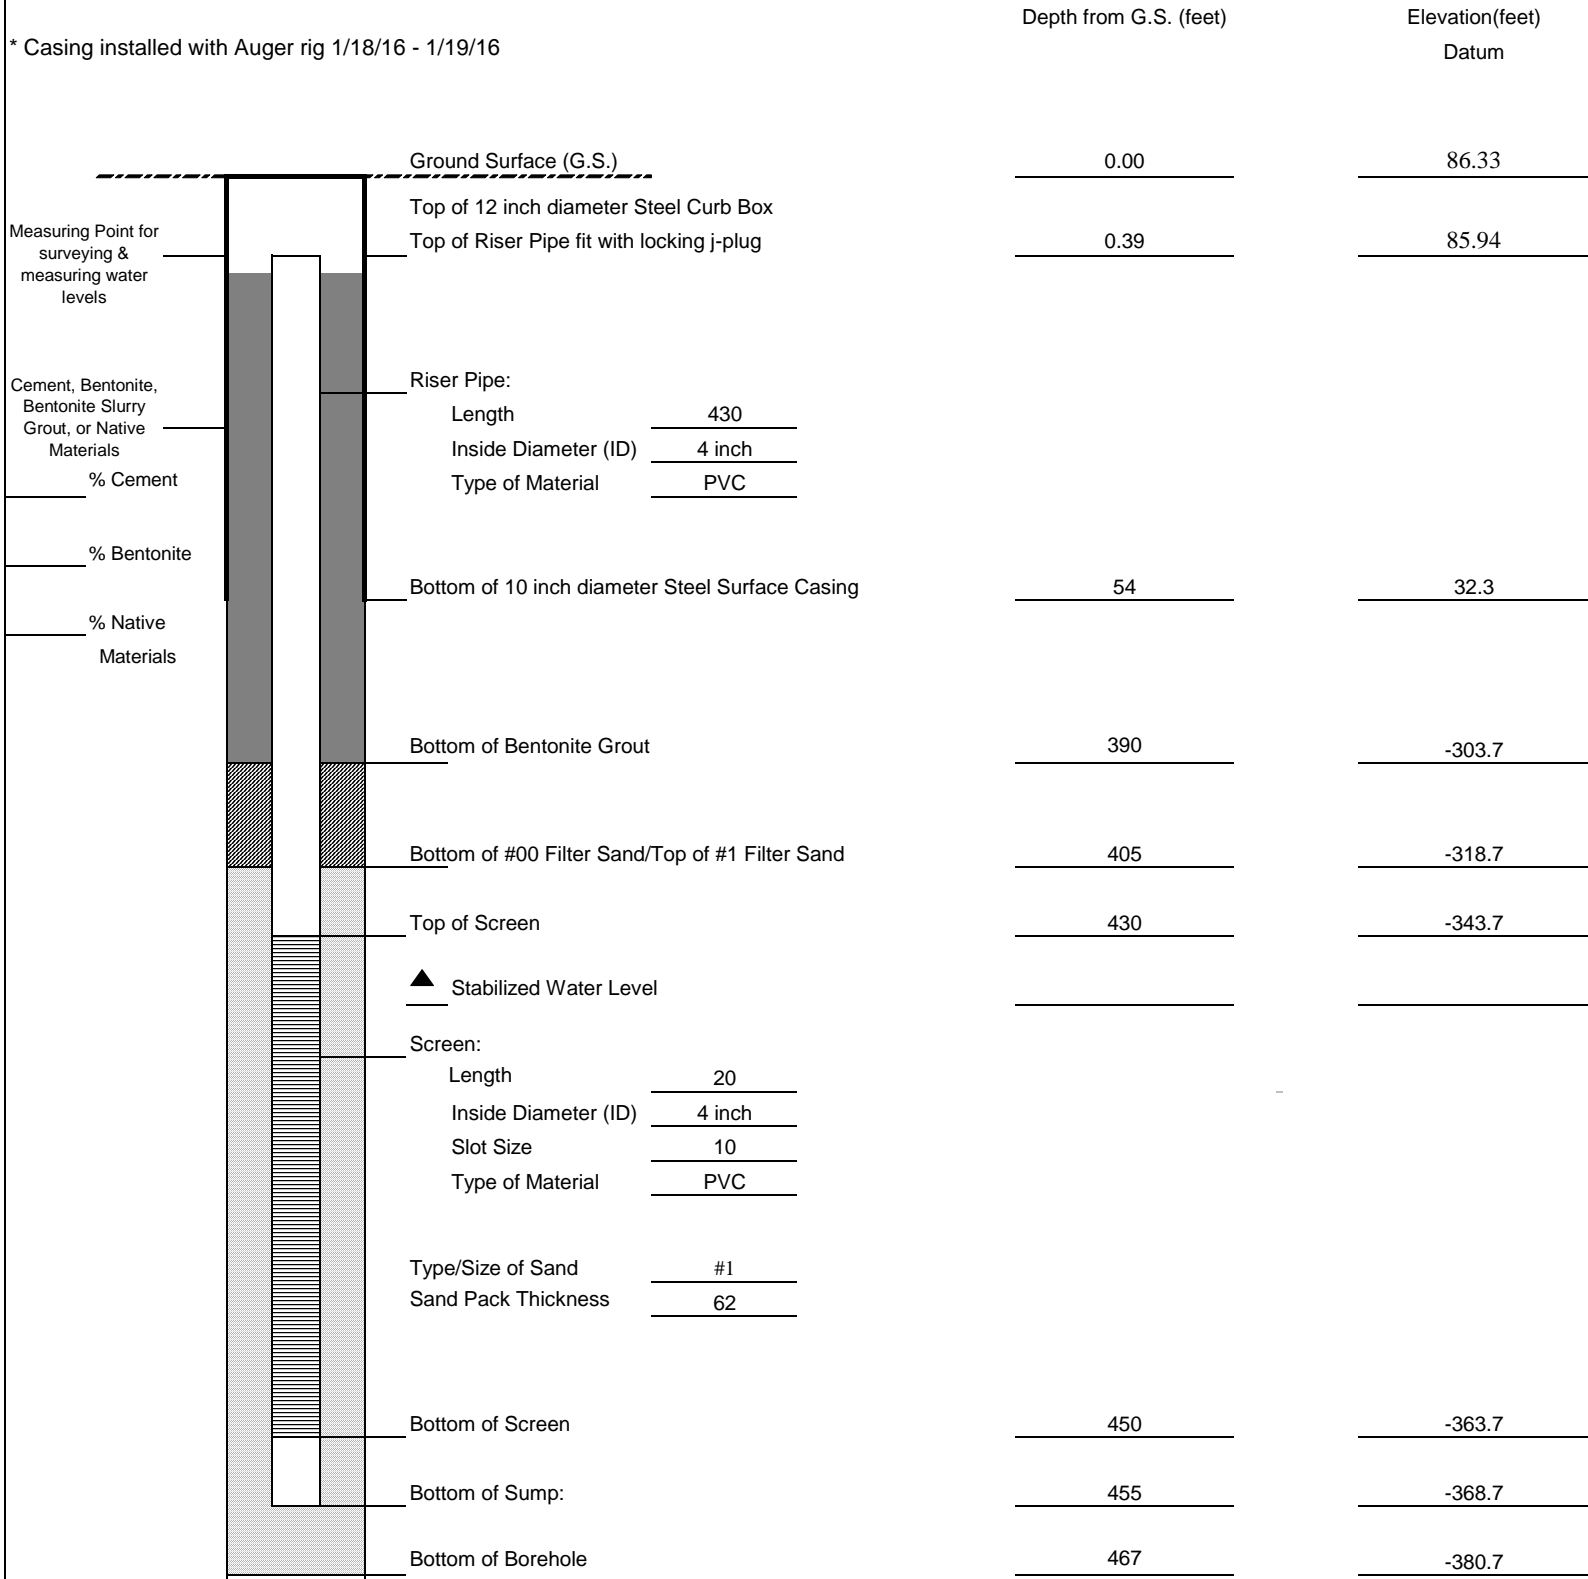 Depth from G.S. (feet) Elevation(feet)
* Casing installed with Auger rig 1/18/16 - 1/19/16 Datum
Ground Surface (G.S.) 0.00 86.33
Top of 12 inch diameter Steel Curb Box
Measuring Point for
surveying &
measuring water
levels
Top of Riser Pipe fit with locking j-plug 0.39 85.94
Cement, Bentonite,
Bentonite Slurry
Grout, or Native
Materials
Riser Pipe:
Length 430
Inside Diameter (ID) 4 inch
Type of Material PVC
% Cement
% Bentonite
% Native
Materials
Bottom of 10 inch diameter Steel Surface Casing 54 32.3
Bottom of Bentonite Grout 390 -303.7
Bottom of #00 Filter Sand/Top of #1 Filter Sand 405 -318.7
Top of Screen 430 -343.7
Stabilized Water Level
Screen:
Length 20
Inside Diameter (ID) 4 inch
Slot Size 10
Type of Material PVC
Type/Size of Sand #1
Sand Pack Thickness 62
Bottom of Screen 450 -363.7
Bottom of Sump: 455 -368.7
Bottom of Borehole 467 -380.7